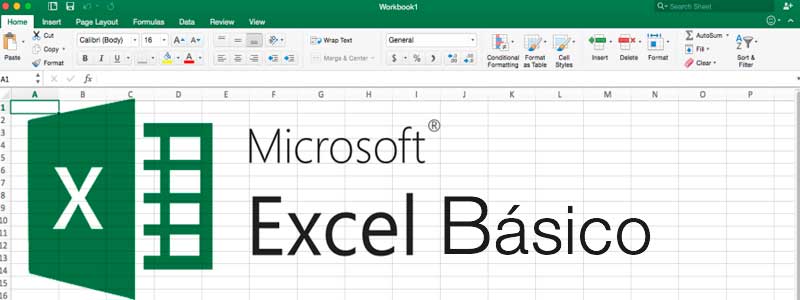 Workbook1
Search Sheet
Home Insert Page Layout Formulas Data Review View
Cut
Copy
Format
Paste
Calibri (Body) 16 A A
B I U A
Wrap Text
Merge & Center
General
$ % )
Conditional Formatting
Format as Table
Cell Styles
Insert
Delete
Format
AutoSum
Fill
Clear
Sort & Filter
A1 fx
A B C D E F G H I J K L M N O P
1
2
3
4
5
6
7
8
9
10
11
12
13
14
15
16
X
Microsoft®
Excel Básico